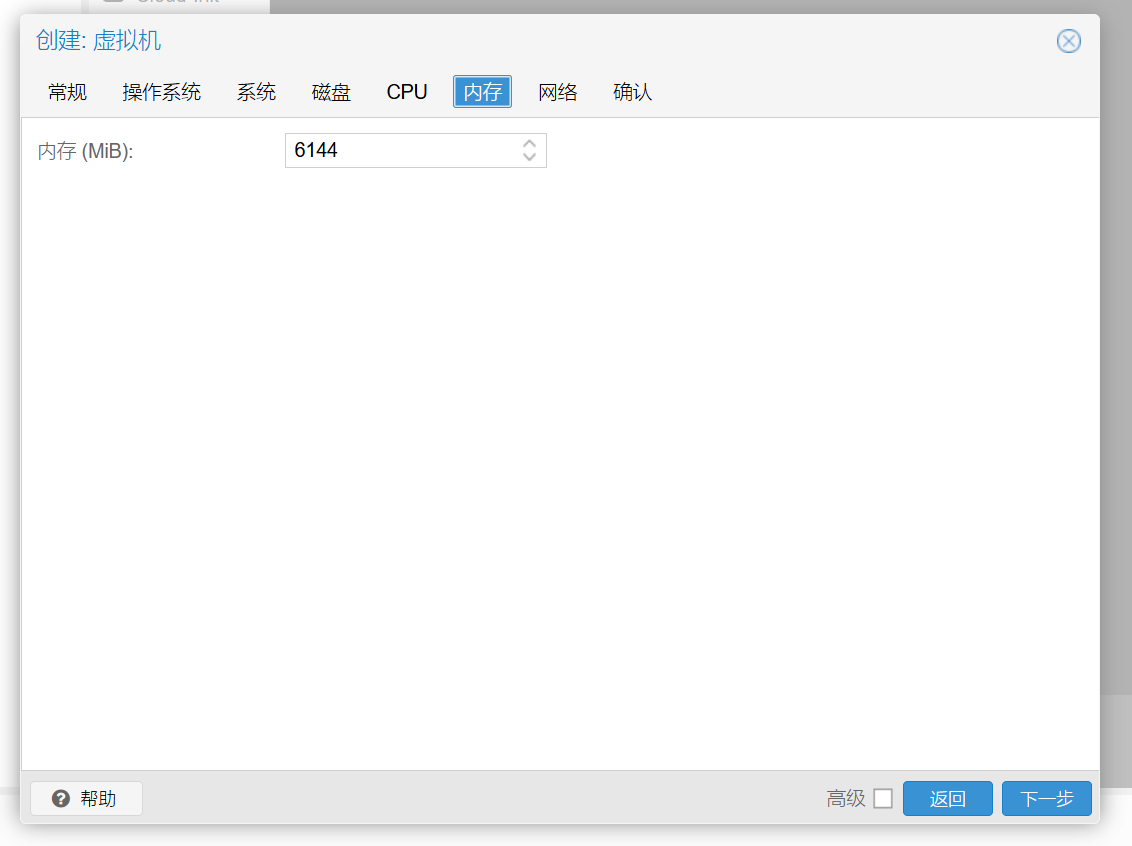 创建: 虚拟机
常规 操作系统 系统 磁盘 CPU 内存 网络 确认
内存 (MiB): 6144
帮助 高级 返回 下一步